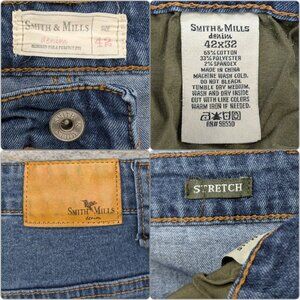 SMITH & MILLS
denim
SIZE
42
SMITH & MILLS
denim
42X32
65% COTTON
33% POLYESTER
2% SPANDEX
MADE IN CHINA
MACHINE WASH COLD.
DO NOT BLEACH.
TUMBLE DRY MEDIUM.
WASH AND DRY INSIDE
OUT WITH LIKE COLORS
WARM IRON IF NEEDED
SMITH & MILLS
denim
STRETCH